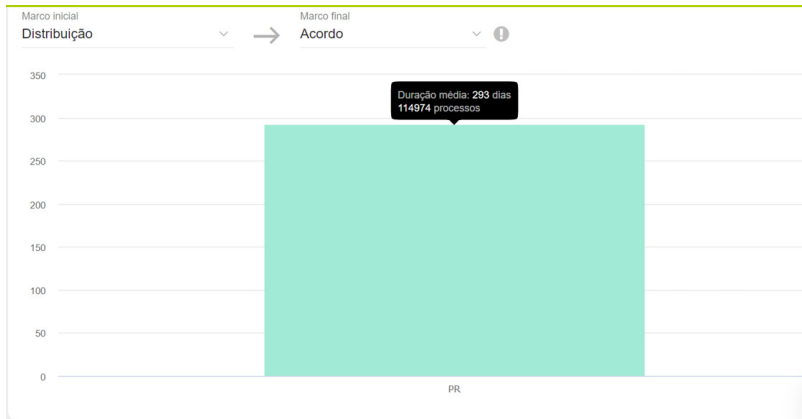 Marco inicial
Distribuição
Marco final
Acordo
350
Duração média: 293 dias
114974 processos
300
250
200
150
100
50
0
PR